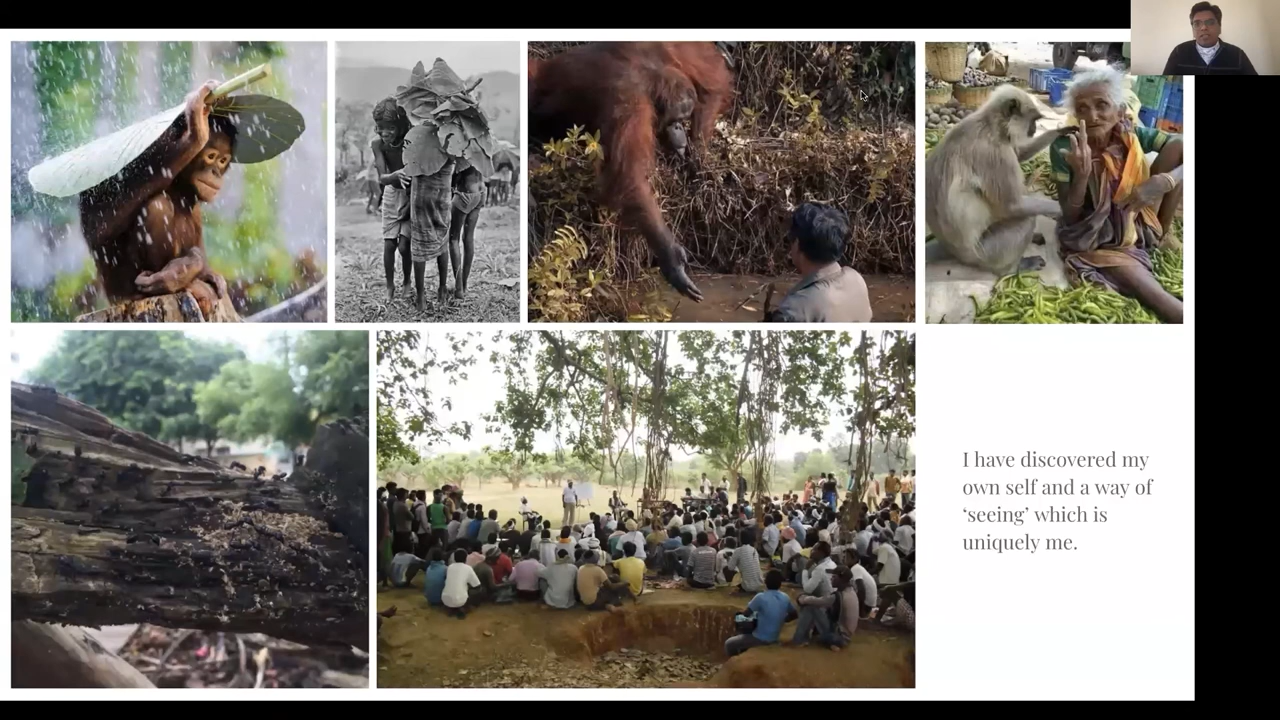 I have discovered my
own self and a way of
‘seeing’ which is
uniquely me.